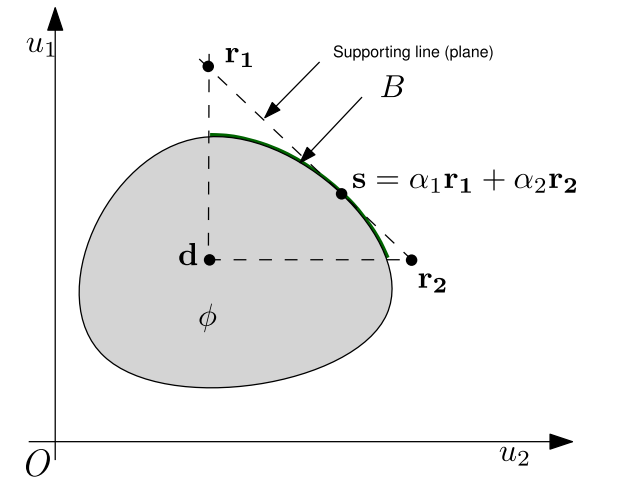 u₁
r₁
Supporting line (plane)
B
s = α₁r₁ + α₂r₂
d
r₂
ϕ
O
u₂